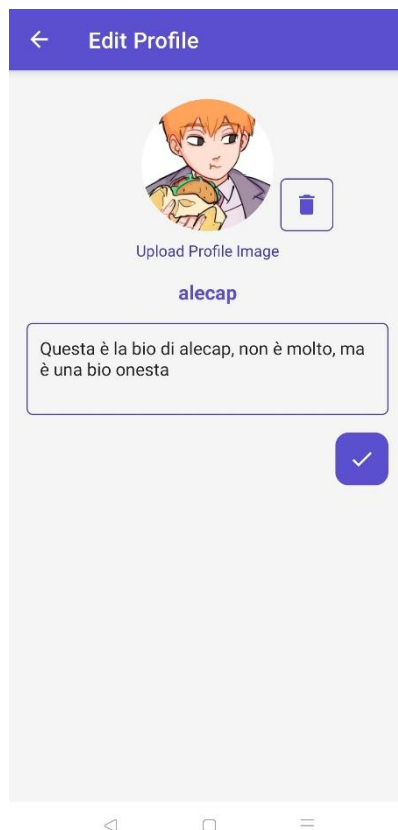 Edit Profile
Upload Profile Image
alecap
Questa è la bio di alecap, non è molto, ma
è una bio onesta